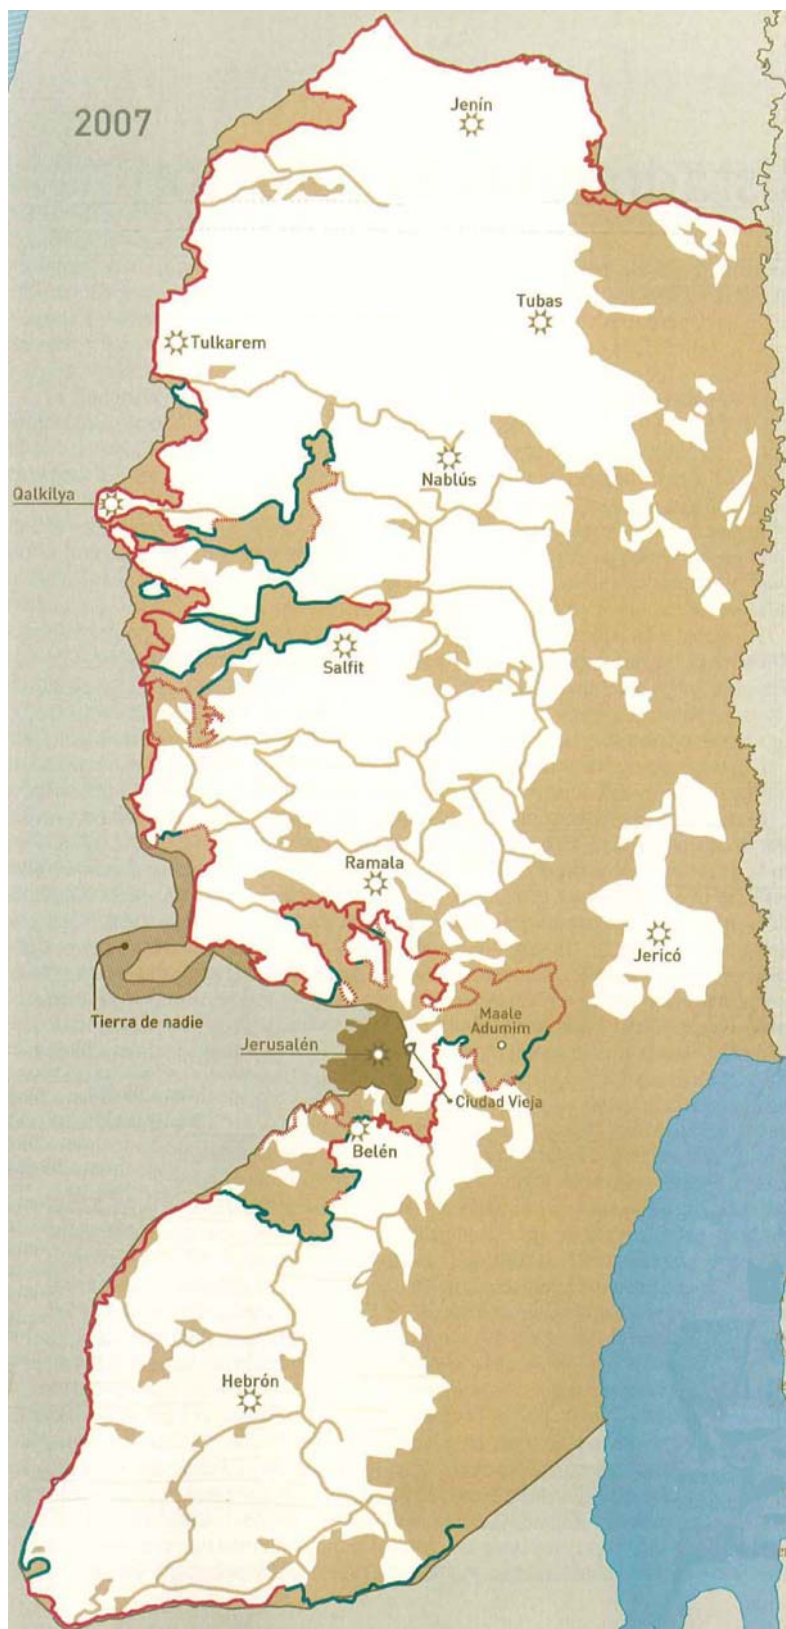 2007
Jenín
Tubas
Tulkarem
Nablús
Qalkilya
Salfit
Ramala
Jericó
Tierra de nadie
Maale
Adumim
Jerusalén
Ciudad Vieja
Belén
Hebrón